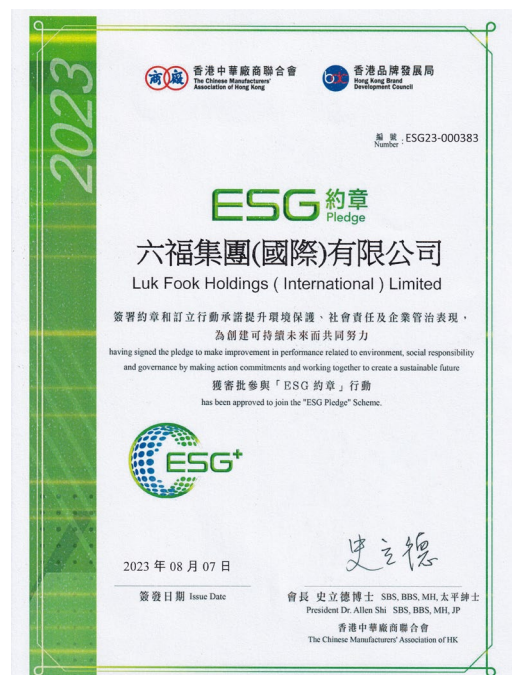 2023
商廠
香港中華廠商聯合會
The Chinese Manufacturers'
Association of Hong Kong
bdc
香港品牌發展局
Hong Kong Brand
Development Council
編號 : ESG23-000383
Number
ESG 約章
Pledge
六福集團(國際)有限公司
Luk Fook Holdings ( International ) Limited
簽署約章和訂立行動承諾提升環境保護、社會責任及企業管治表現，
為創建可持續未來而共同努力
having signed the pledge to make improvement in performance related to environment, social responsibility
and governance by making action commitments and working together to create a sustainable future
獲審批參與「ESG 約章」行動
has been approved to join the "ESG Pledge" Scheme.
ESG+
史立德
2023 年 08 月 07 日
簽發日期 Issue Date
會長 史立德博士 SBS, BBS, MH, 太平紳士
President Dr. Allen Shi SBS, BBS, MH, JP
香港中華廠商聯合會
The Chinese Manufacturers' Association of HK